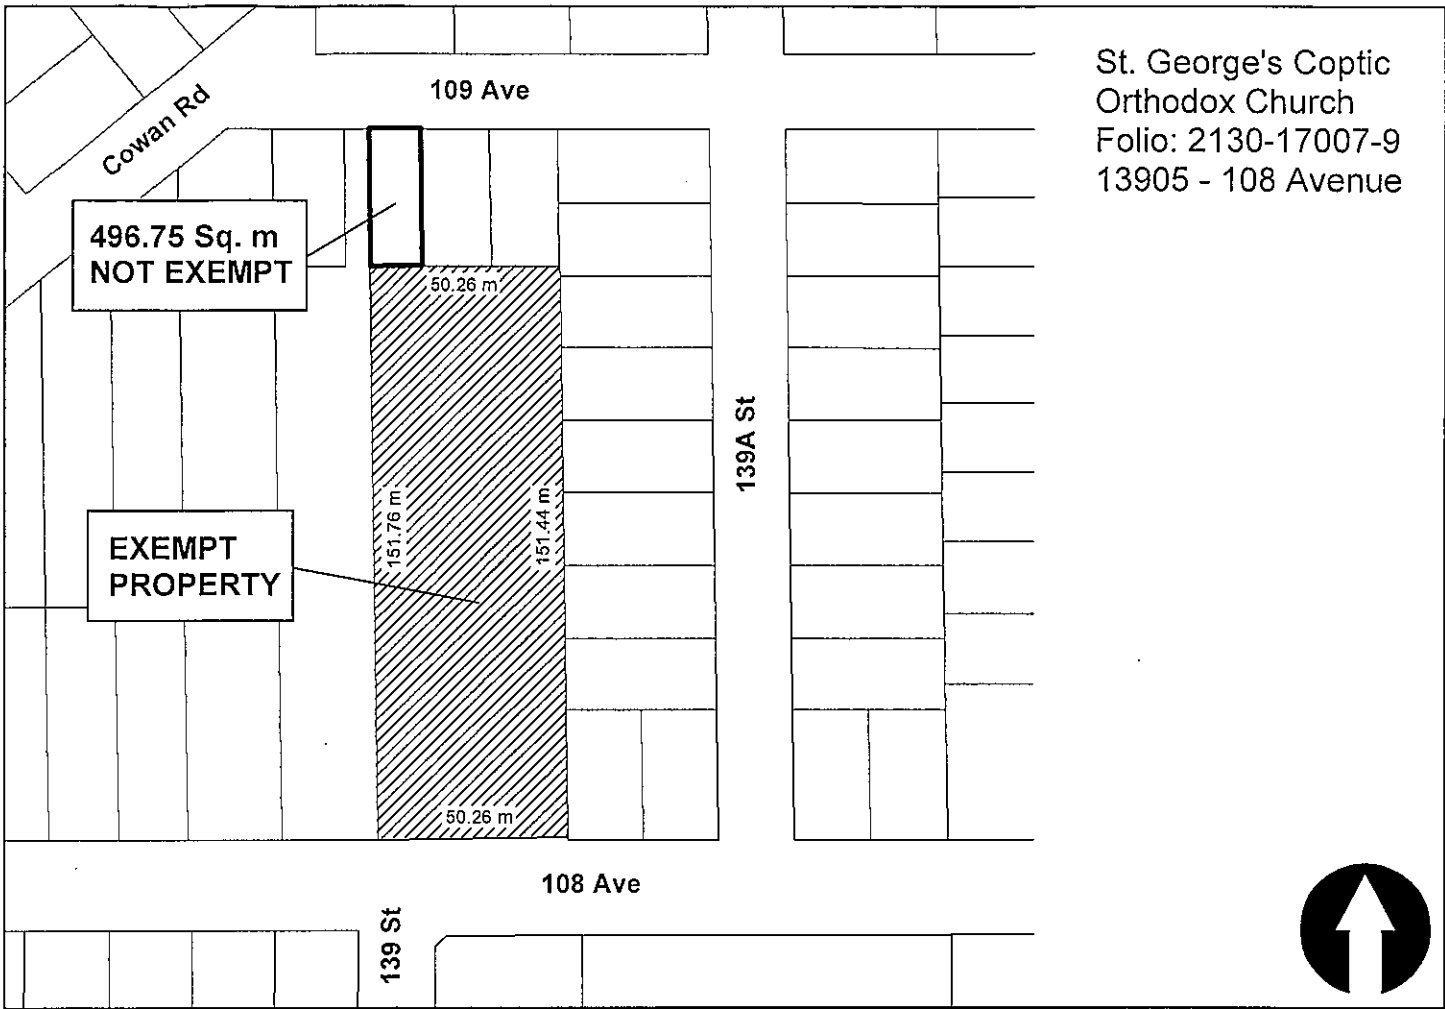 St. George's Coptic
Orthodox Church
Folio: 2130-17007-9
13905 - 108 Avenue
109 Ave
Cowan Rd
496.75 Sq. m
NOT EXEMPT
50.26 m
139A St
151.76 m
151.44 m
EXEMPT
PROPERTY
50.26 m
108 Ave
139 St